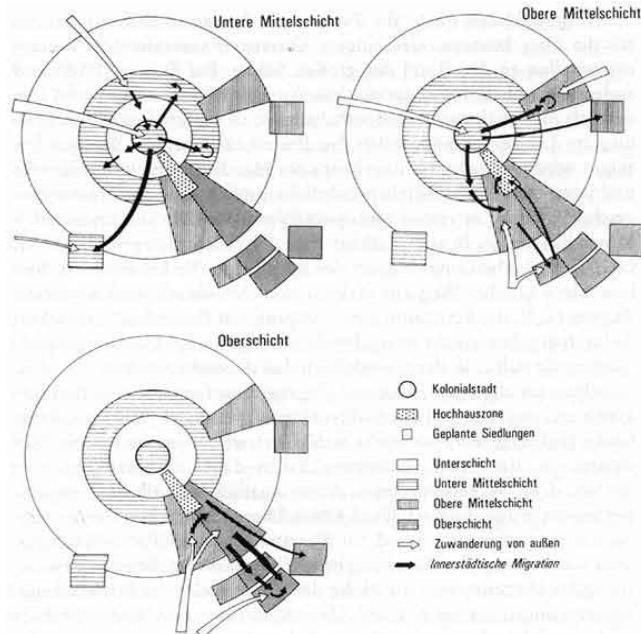 Untere Mittelschicht
Obere Mittelschicht
Oberschicht
Kolonialstadt
Hochhauszone
Geplante Siedlungen
Unterschicht
Untere Mittelschicht
Obere Mittelschicht
Oberschicht
Zuwanderung von außen
Innerstädtische Migration